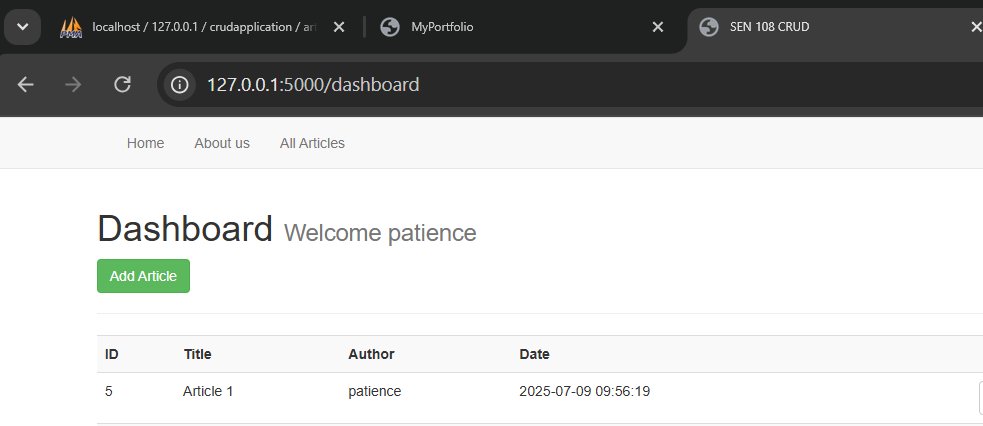 localhost / 127.0.0.1 / crudapplication / ar
MyPortfolio
SEN 108 CRUD
127.0.0.1:5000/dashboard
Home About us All Articles
Dashboard Welcome patience
Add Article
ID Title Author Date
5 Article 1 patience 2025-07-09 09:56:19